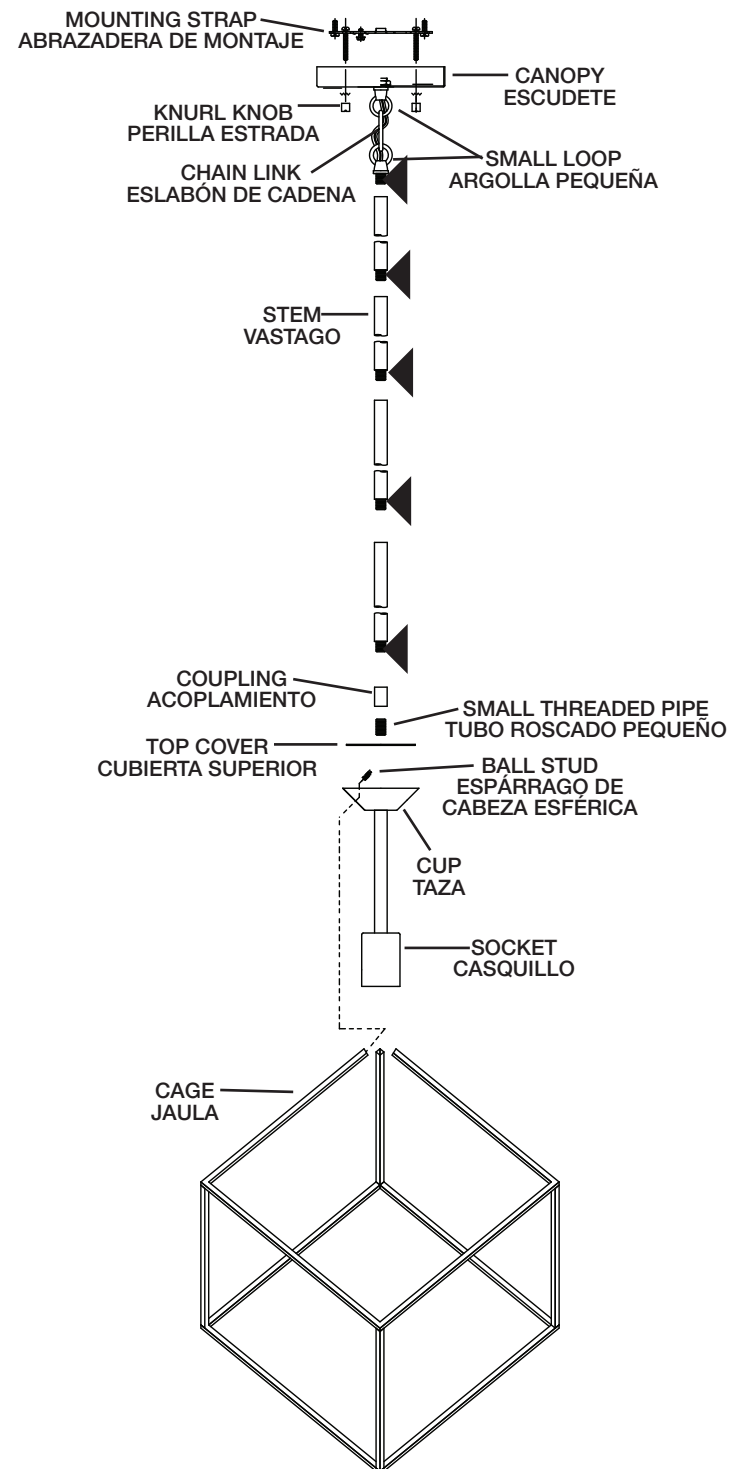 MOUNTING STRAP
ABRAZADERA DE MONTAJE
CANOPY
ESCUDETE
KNURL KNOB
PERILLA ESTRADA
SMALL LOOP
ARGOLLA PEQUEÑA
CHAIN LINK
ESLABÓN DE CADENA
STEM
VASTAGO
COUPLING
ACOPLAMIENTO
SMALL THREADED PIPE
TUBO ROSCADO PEQUEÑO
TOP COVER
CUBIERTA SUPERIOR
BALL STUD
ESPÁRRAGO DE
CABEZA ESFÉRICA
CUP
TAZA
SOCKET
CASQUILLO
CAGE
JAULA